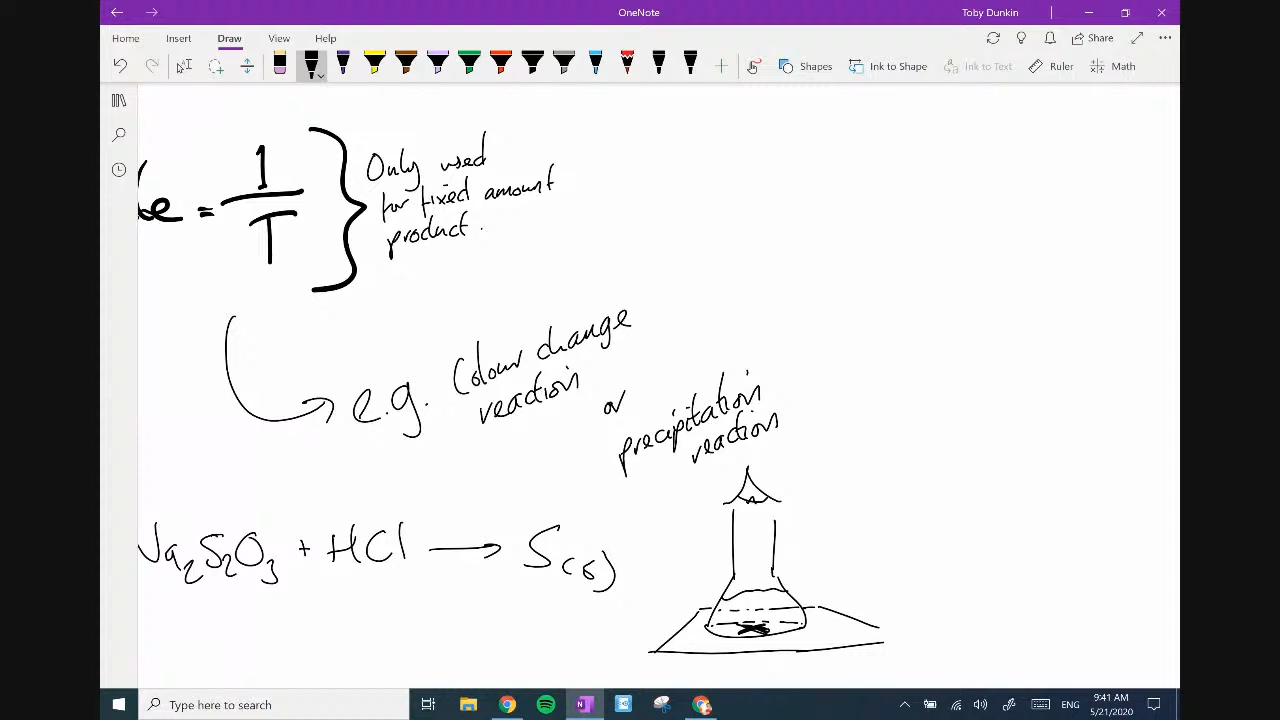 OneNote
Toby Dunkin
Home Insert Draw View Help
Share
Shapes
Ink to Shape
Ink to Text
Ruler
Math
= 1
T
Only used
for fixed amount
product.
e.g. Colour change
reaction
or
precipitation
reaction
Na2S2O3 + HCl → S(s)
Type here to search
ENG
9:41 AM
5/21/2020